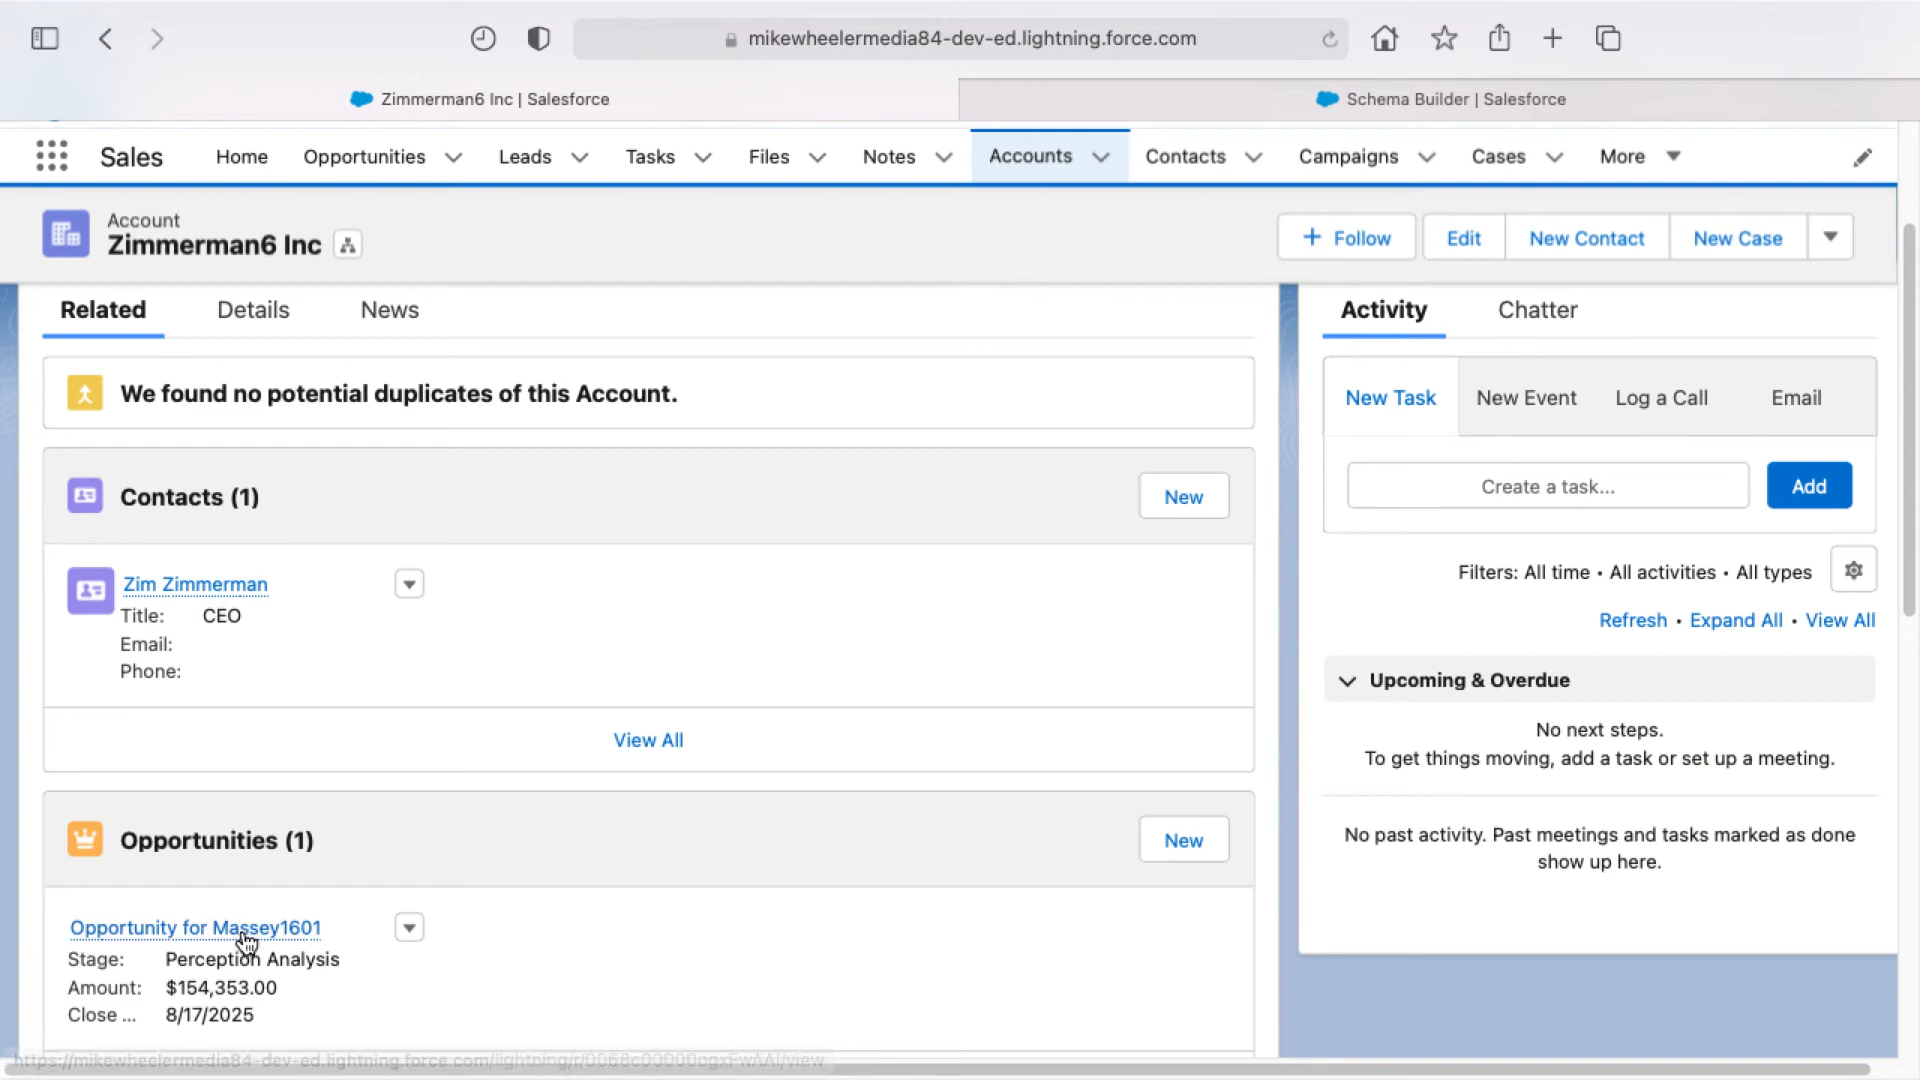 mikewheelermedia84-dev-ed.lightning.force.com
Zimmerman6 Inc | Salesforce
Schema Builder | Salesforce
Sales Home Opportunities Leads Tasks Files Notes Accounts Contacts Campaigns Cases More
Account
Zimmerman6 Inc
+ Follow Edit New Contact New Case
Related Details News
Activity Chatter
We found no potential duplicates of this Account.
New Task New Event Log a Call Email
Create a task... Add
Contacts (1) New
Zim Zimmerman
Title: CEO
Email:
Phone:
View All
Filters: All time • All activities • All types
Refresh • Expand All • View All
Upcoming & Overdue
No next steps.
To get things moving, add a task or set up a meeting.
No past activity. Past meetings and tasks marked as done
show up here.
Opportunities (1) New
Opportunity for Massey1601
Stage: Perception Analysis
Amount: $154,353.00
Close ... 8/17/2025